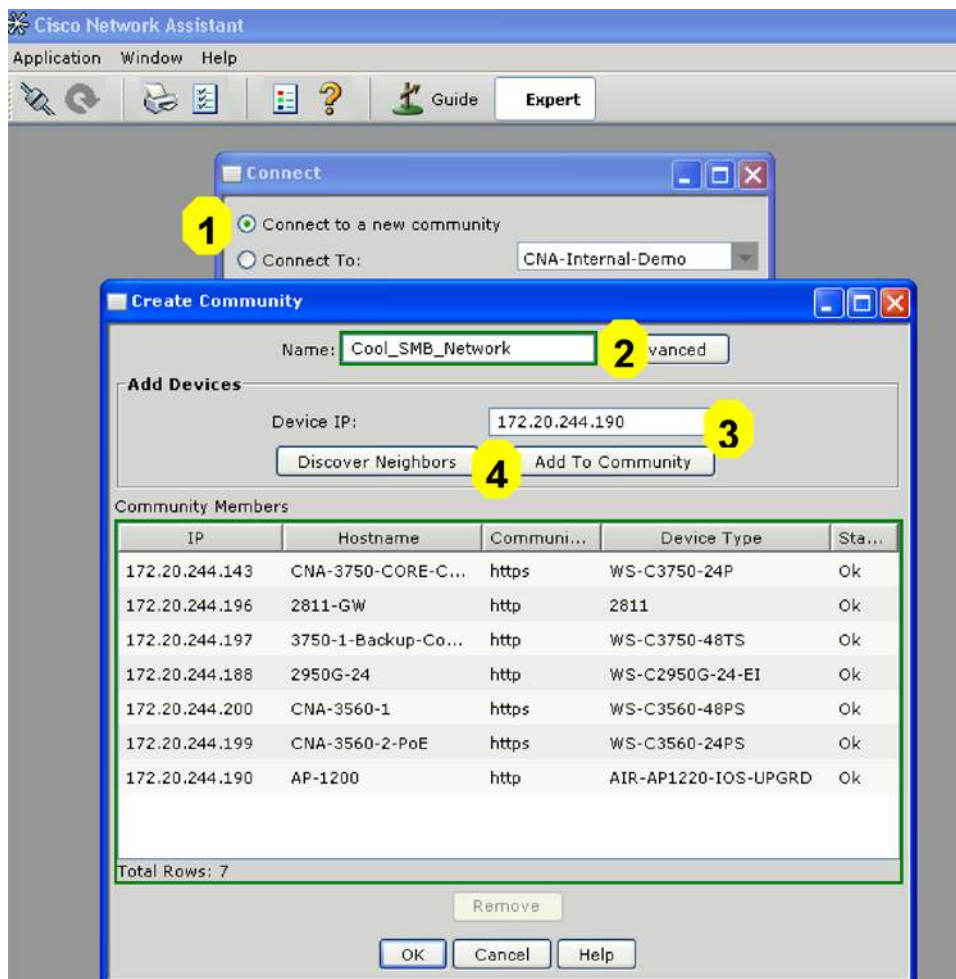 Cisco Network Assistant
Application Window Help
Guide Expert
Connect
1 Connect to a new community
Connect To: CNA-Internal-Demo
Create Community
Name: Cool_SMB_Network 2 vanced
Add Devices
Device IP: 172.20.244.190 3
Discover Neighbors 4 Add To Community
Community Members
IP Hostname Communi... Device Type Sta...
172.20.244.143 CNA-3750-CORE-C... https WS-C3750-24P Ok
172.20.244.196 2811-GW http 2811 Ok
172.20.244.197 3750-1-Backup-Co... http WS-C3750-48TS Ok
172.20.244.188 2950G-24 http WS-C2950G-24-EI Ok
172.20.244.200 CNA-3560-1 https WS-C3560-48PS Ok
172.20.244.199 CNA-3560-2-PoE https WS-C3560-24PS Ok
172.20.244.190 AP-1200 http AIR-AP1220-IOS-UPGRD Ok
Total Rows: 7
Remove
OK Cancel Help